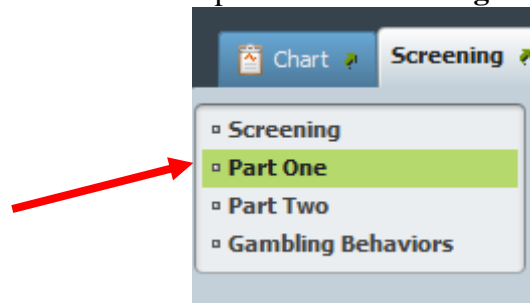 Chart Screening
Screening
Part One
Part Two
Gambling Behaviors